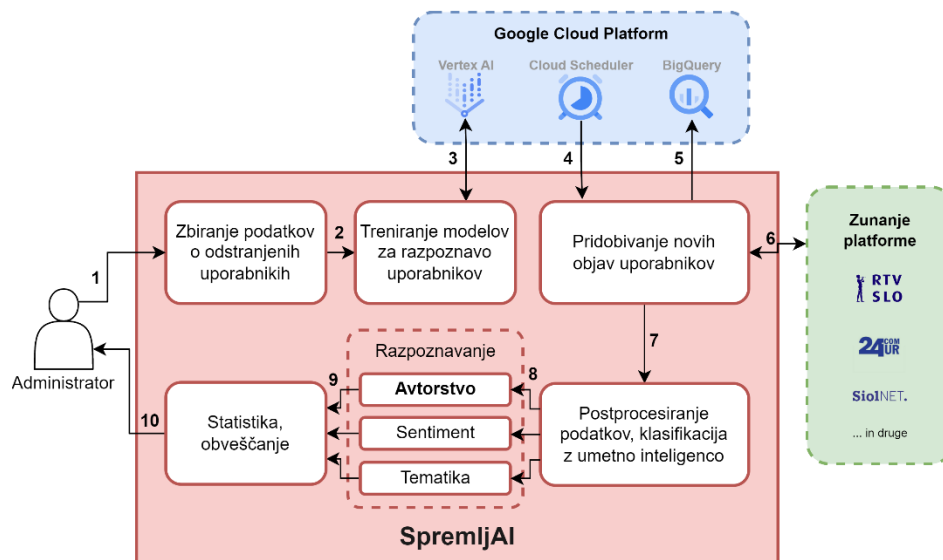 Google Cloud Platform
Vertex AI
Cloud Scheduler
BigQuery
3
4
5
Zbiranje podatkov
o odstranjenih
uporabnikih
2
Treniranje modelov
za razpoznavo
uporabnikov
Pridobivanje novih
objav uporabnikov
6
Zunanje
platforme
RTV
SLO
24UR
COM
SiolNET.
... in druge
1
Administrator
7
Razpoznavanje
Avtorstvo
Sentiment
Tematika
8
9
10
Statistika,
obveščanje
Postprocesiranje
podatkov, klasifikacija
z umetno inteligenco
SpremljAI